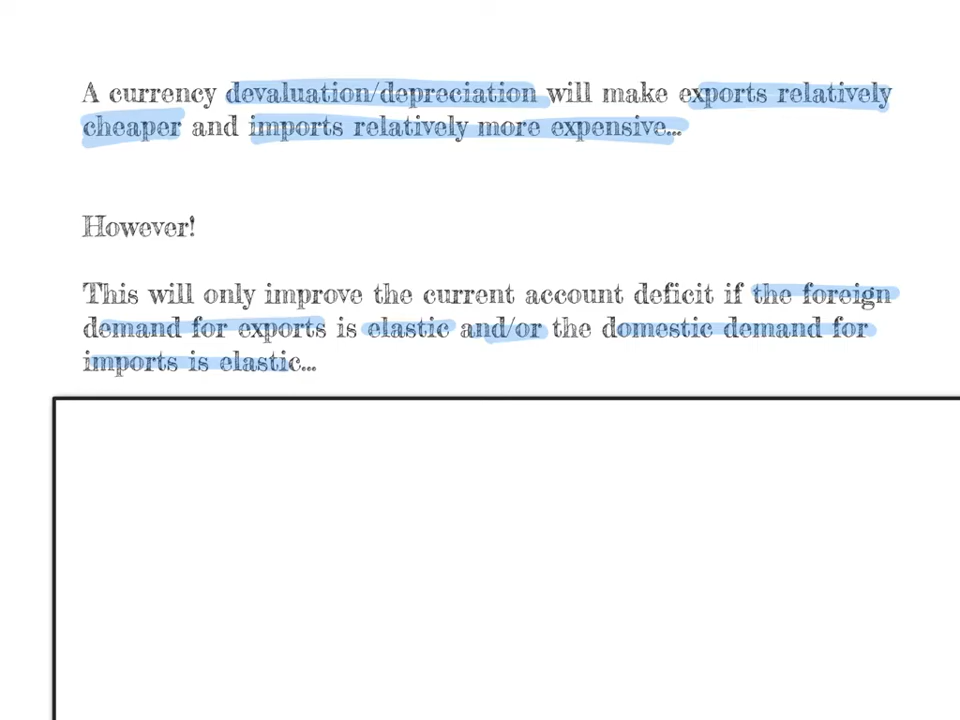 A currency devaluation/depreciation will make exports relatively
cheaper and imports relatively more expensive...
However!
This will only improve the current account deficit if the foreign
demand for exports is elastic and/or the domestic demand for
imports is elastic...